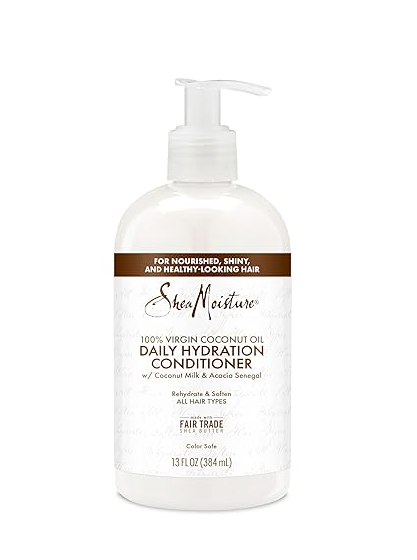 FOR NOURISHED, SHINY,
AND HEALTHY-LOOKING HAIR
SheaMoisture®
100% VIRGIN COCONUT OIL
DAILY HYDRATION
CONDITIONER
w/ Coconut Milk & Acacia Senegal
Rehydrate & Soften
ALL HAIR TYPES
made with
FAIR TRADE
SHEA BUTTER
Color Safe
13 FL OZ (384 mL)